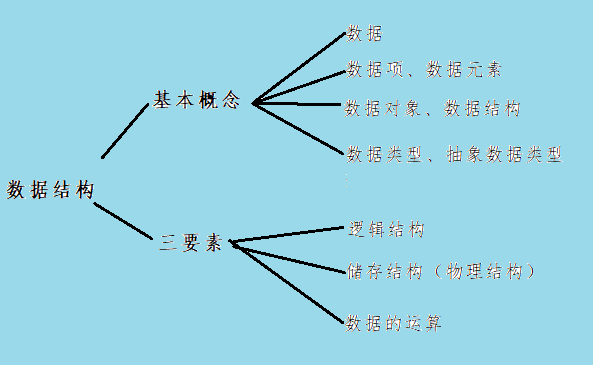 数据
数据项、数据元素
基本概念
数据对象、数据结构
数据类型、抽象数据类型
数据结构
逻辑结构
三要素
储存结构（物理结构）
数据的运算